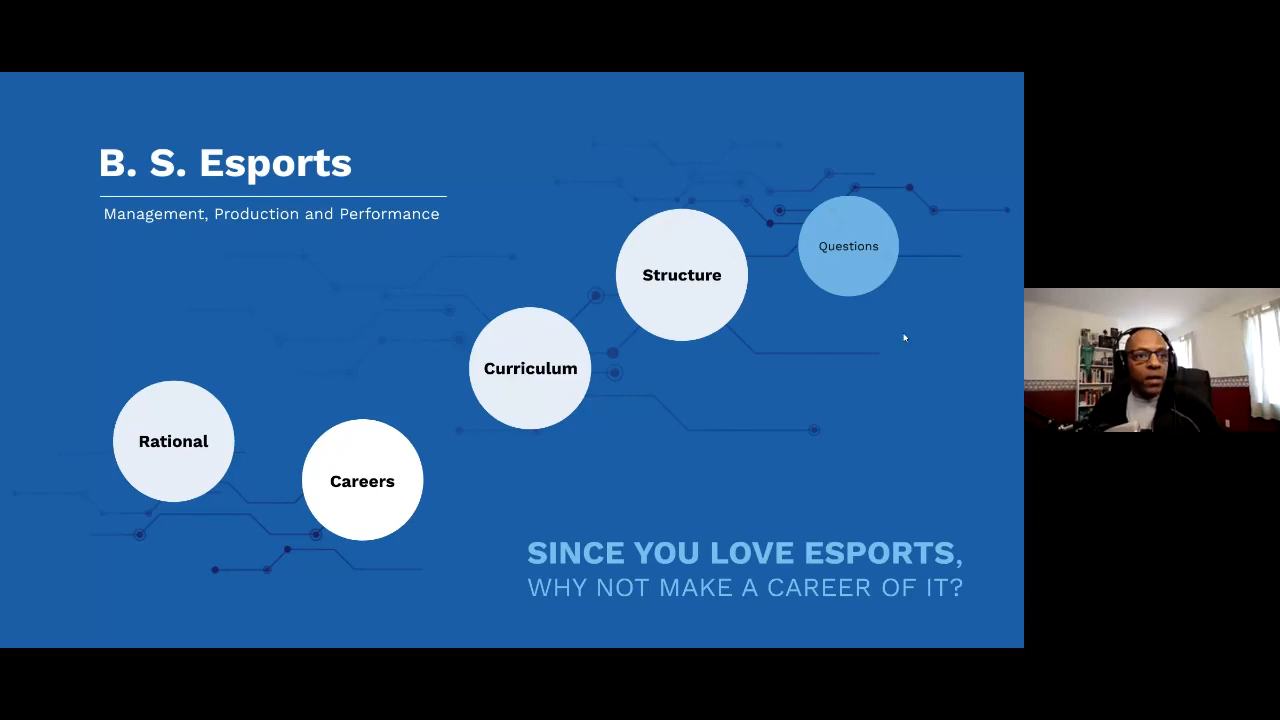 B. S. Esports
Management, Production and Performance
Questions
Structure
Curriculum
Rational
Careers
SINCE YOU LOVE ESPORTS,
WHY NOT MAKE A CAREER OF IT?